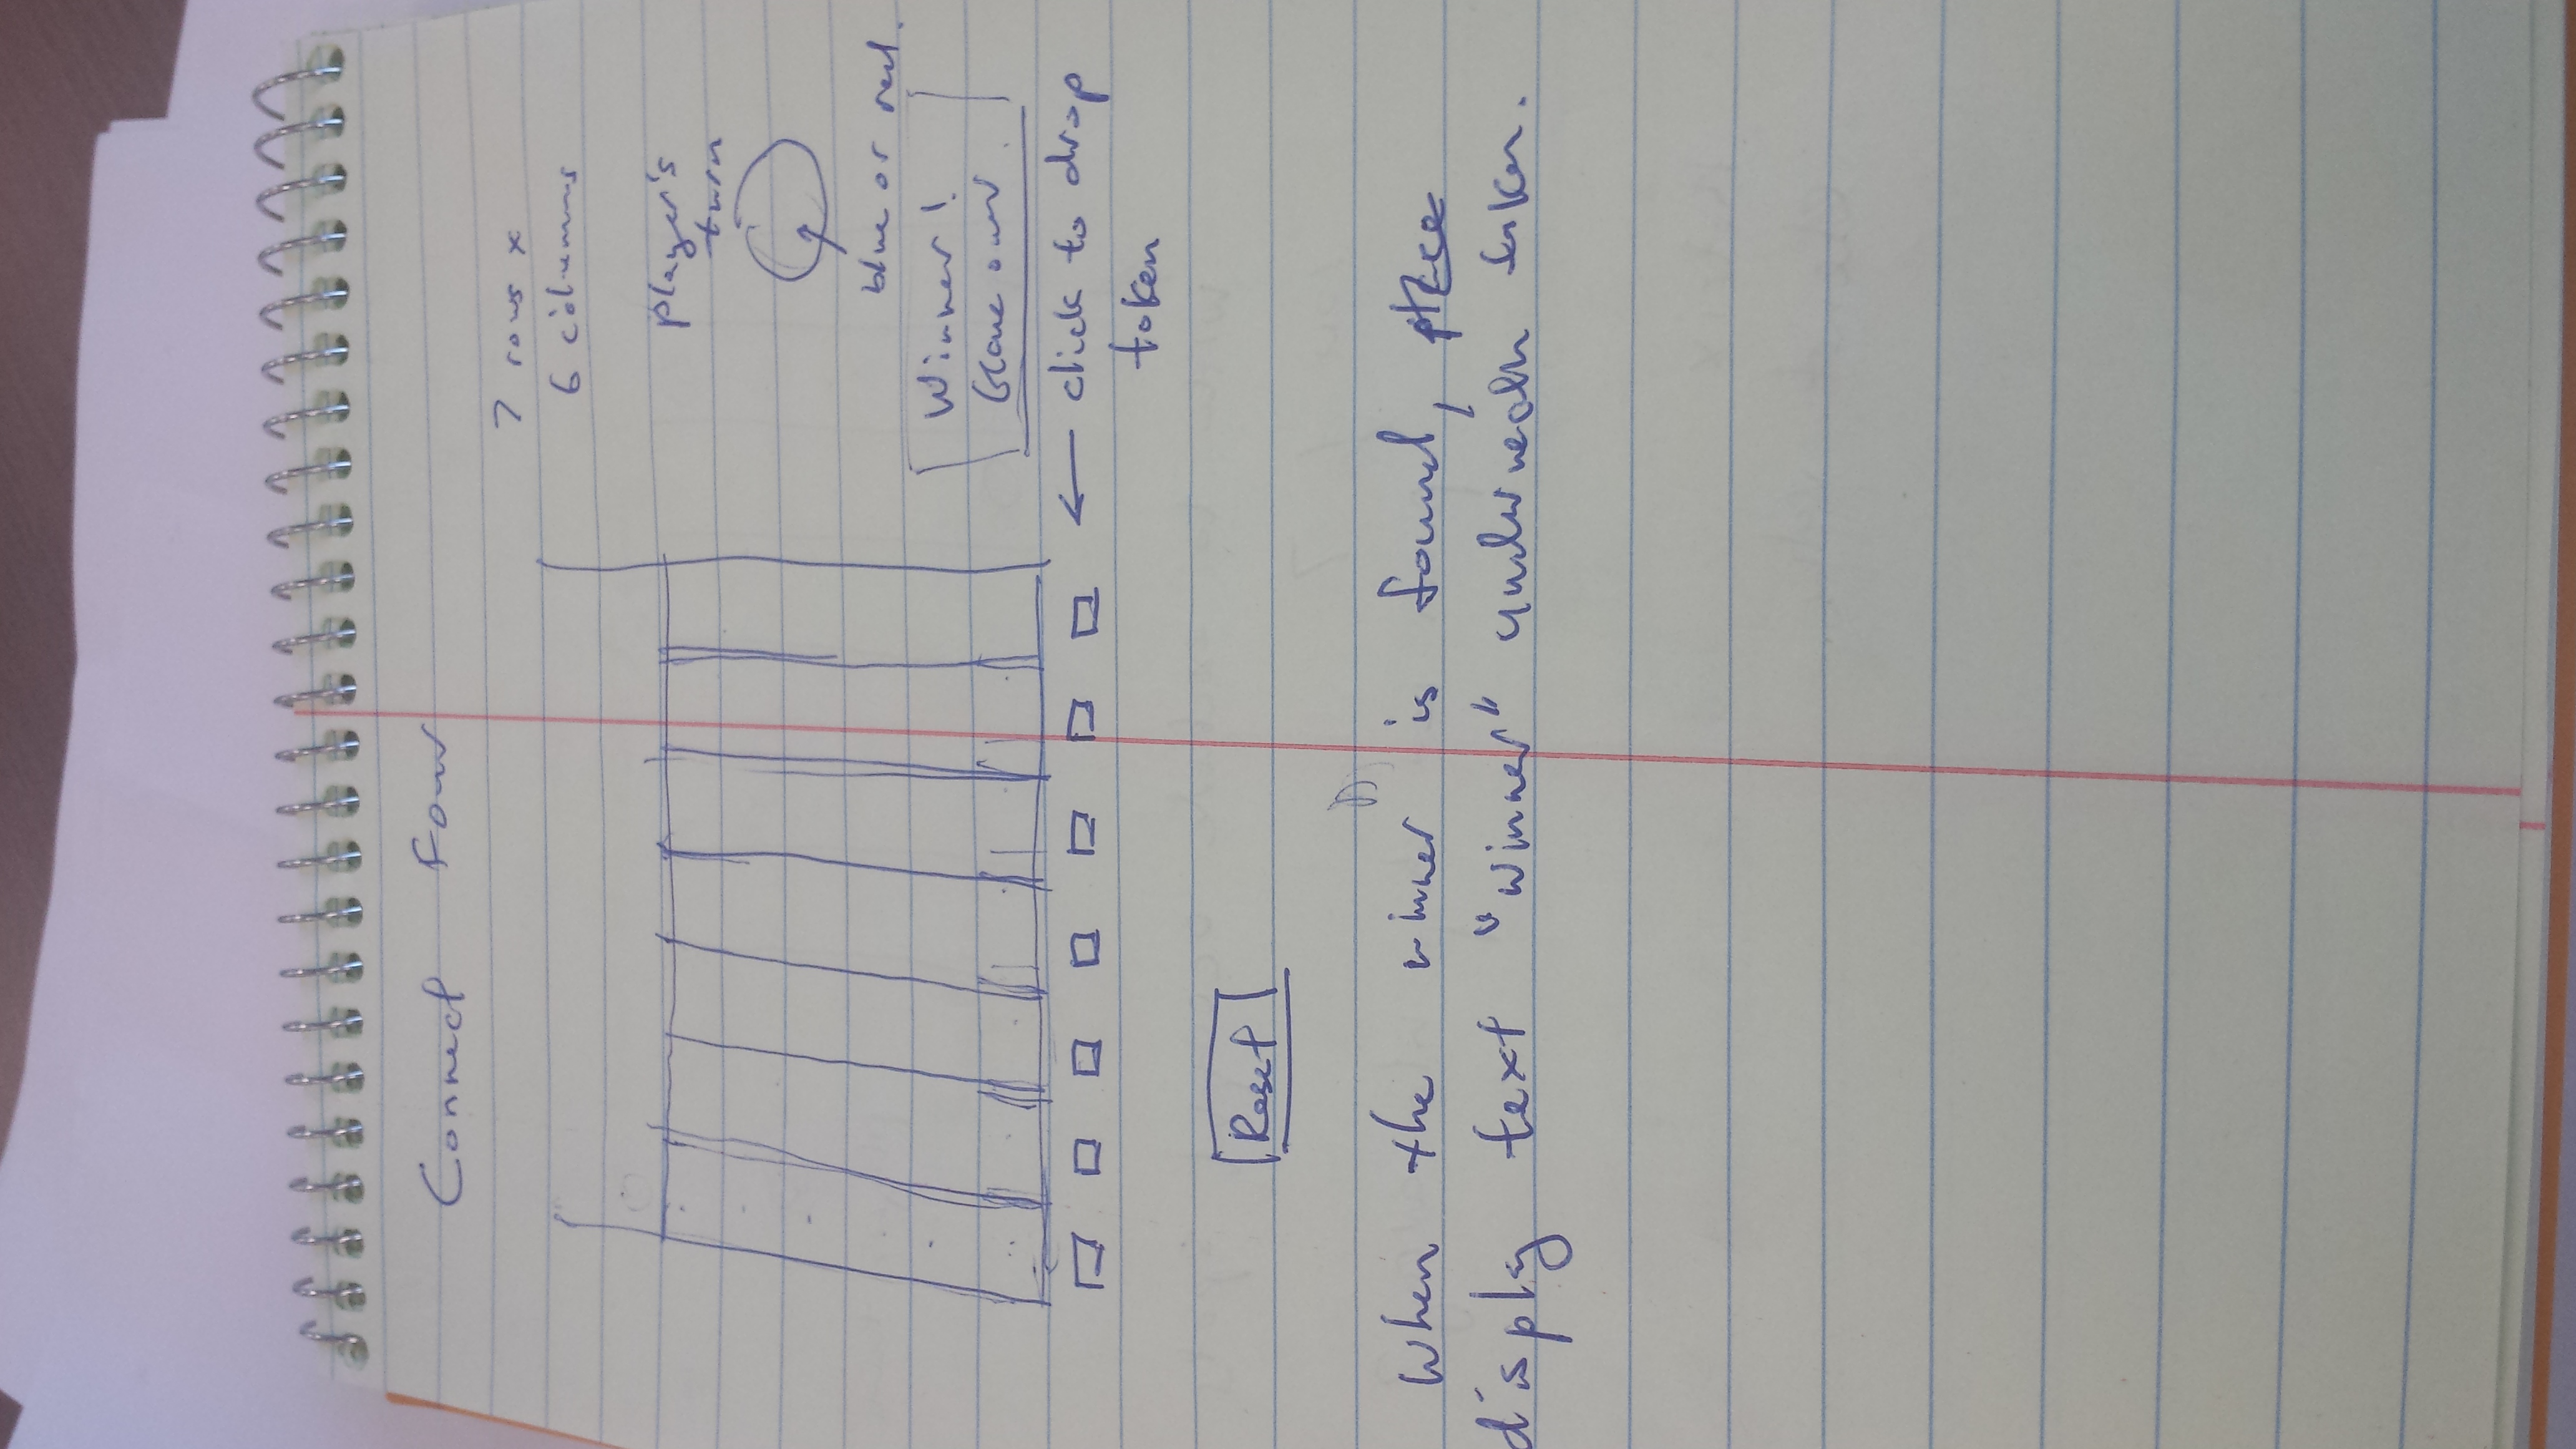 Connect Four
7 rows x
6 columns
player's
turn
blue or red.
Winner!
Game over
click to drop
token
Reset
When the winner is found, place
display text "winner" underneath token.